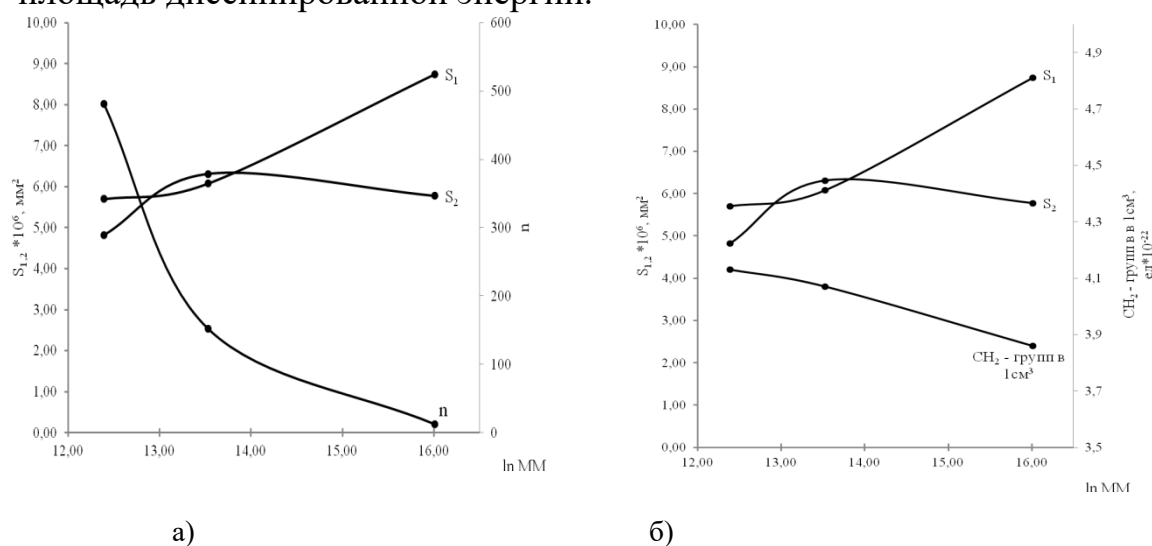 площадь диссипированной энергии.
10,00
9,00
8,00
7,00
6,00
5,00
4,00
3,00
2,00
1,00
0,00
S₁,₂ *10⁶, мм²
600
500
400
300
200
100
0
n
S₁
S₂
n
12,00 13,00 14,00 15,00 16,00
ln MM
а)
10,00
9,00
8,00
7,00
6,00
5,00
4,00
3,00
2,00
1,00
0,00
S₁,₂ *10⁶, мм²
4,9
4,7
4,5
4,3
4,1
3,9
3,7
3,5
CH₂ - групп в 1см³,
ед*10⁻²²
S₁
S₂
CH₂ - групп в
1см³
12,00 13,00 14,00 15,00 16,00
ln MM
б)